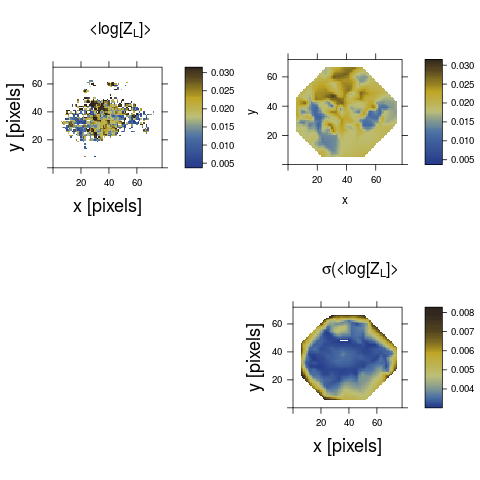 <log[Z_L]>
60
40
20
20 40 60
y [pixels]
x [pixels]
0.030
0.025
0.020
0.015
0.010
0.005
60
40
20
20 40 60
y
x
0.030
0.025
0.020
0.015
0.010
0.005
σ(<log[Z_L]>
60
40
20
20 40 60
y [pixels]
x [pixels]
0.008
0.007
0.006
0.005
0.004